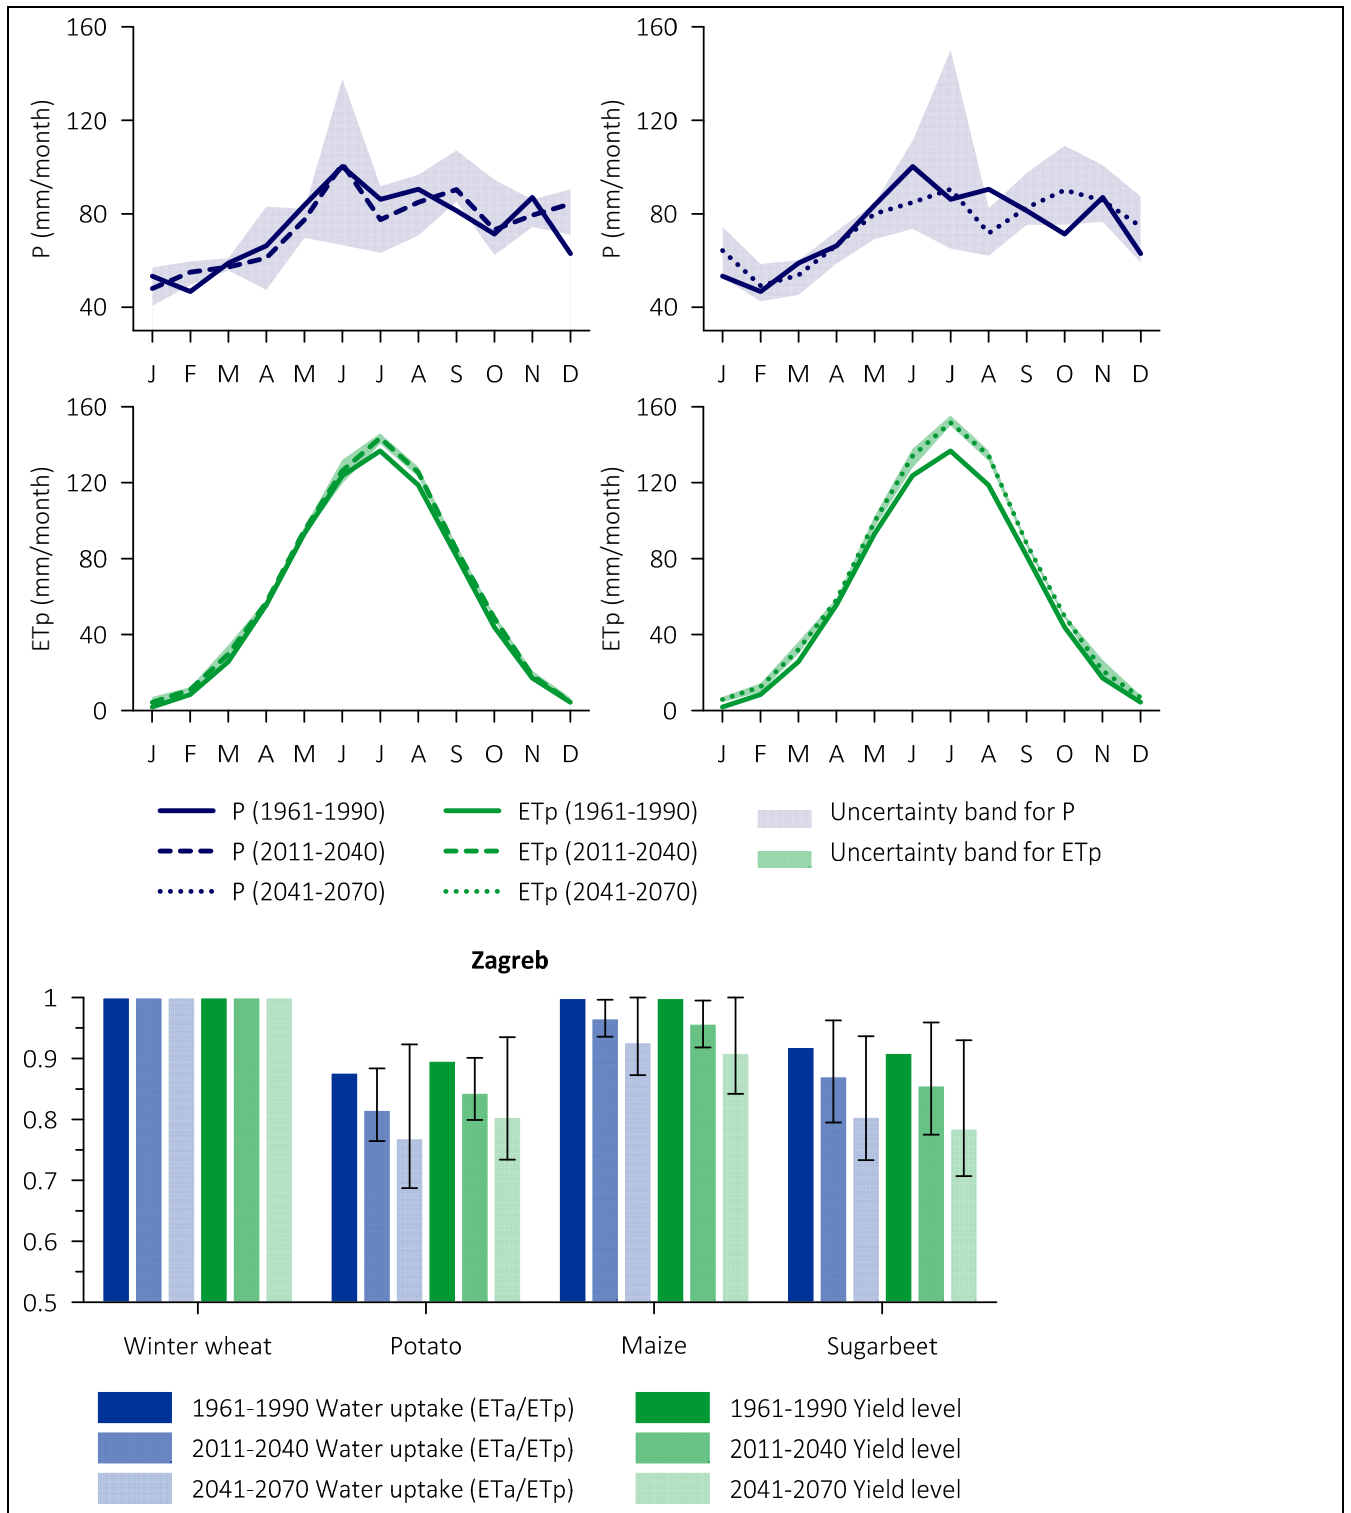 160
120
80
40
P (mm/month)
J F M A M J J A S O N D
160
120
80
40
P (mm/month)
J F M A M J J A S O N D
160
120
80
40
0
ETp (mm/month)
J F M A M J J A S O N D
160
120
80
40
0
ETp (mm/month)
J F M A M J J A S O N D
P (1961-1990)
P (2011-2040)
P (2041-2070)
ETp (1961-1990)
ETp (2011-2040)
ETp (2041-2070)
Uncertainty band for P
Uncertainty band for ETp
Zagreb
1
0.9
0.8
0.7
0.6
0.5
Winter wheat Potato Maize Sugarbeet
1961-1990 Water uptake (ETa/ETp)
2011-2040 Water uptake (ETa/ETp)
2041-2070 Water uptake (ETa/ETp)
1961-1990 Yield level
2011-2040 Yield level
2041-2070 Yield level